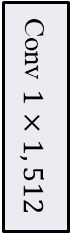 Conv 1 × 1, 512